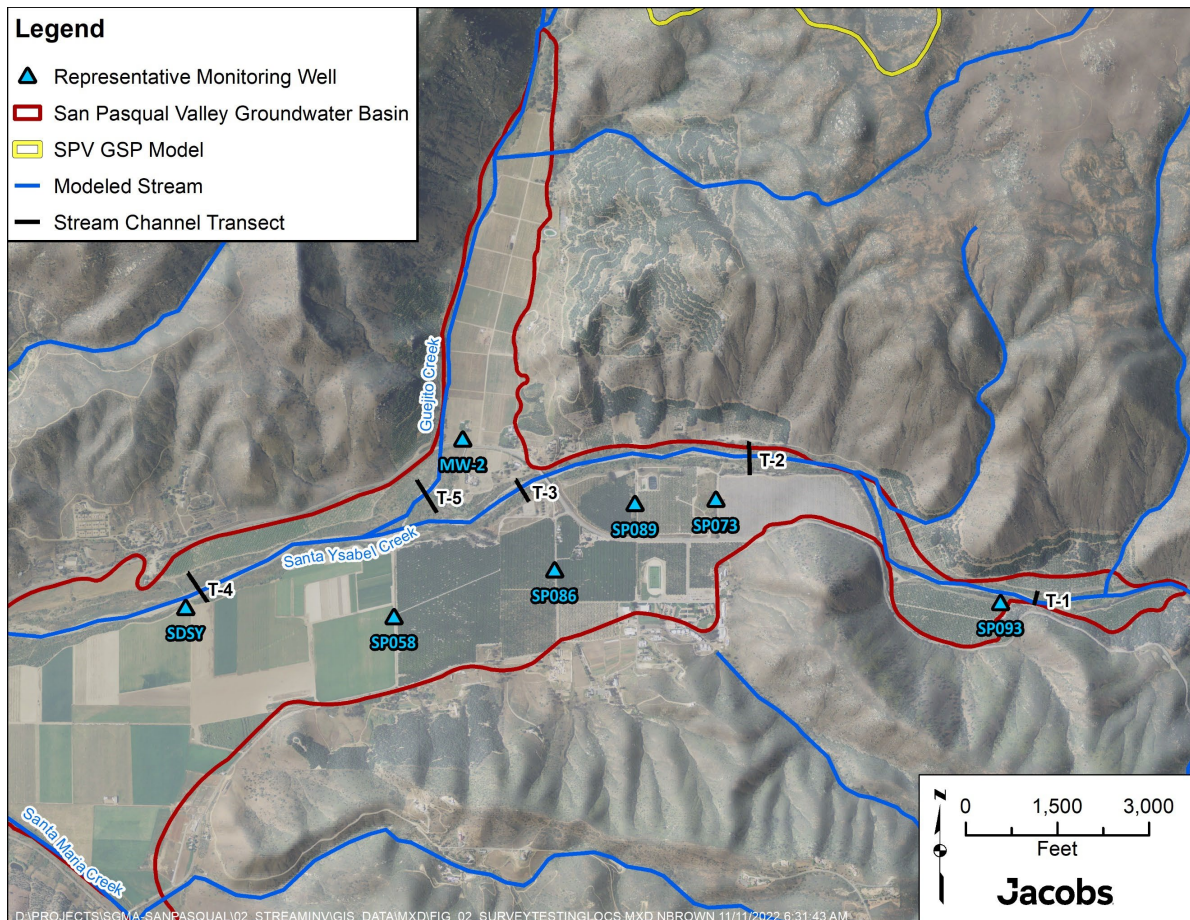 Legend
Representative Monitoring Well
San Pasqual Valley Groundwater Basin
SPV GSP Model
Modeled Stream
Stream Channel Transect
Guejito Creek
MW-2
T-2
T-5
T-3
SP089
SP073
Santa Ysabel Creek
T-4
SP086
T-1
SDSY
SP058
SP093
Santa Maria Creek
N
0 1,500 3,000
Feet
Jacobs
D:\PROJECTS\SGMA-SANPASQUAL\02_STREAMINV\GIS_DATA\MXD\FIG_02_SURVEYTESTINGLOCS.MXD NBROWN 11/11/2022 6:31:43 AM